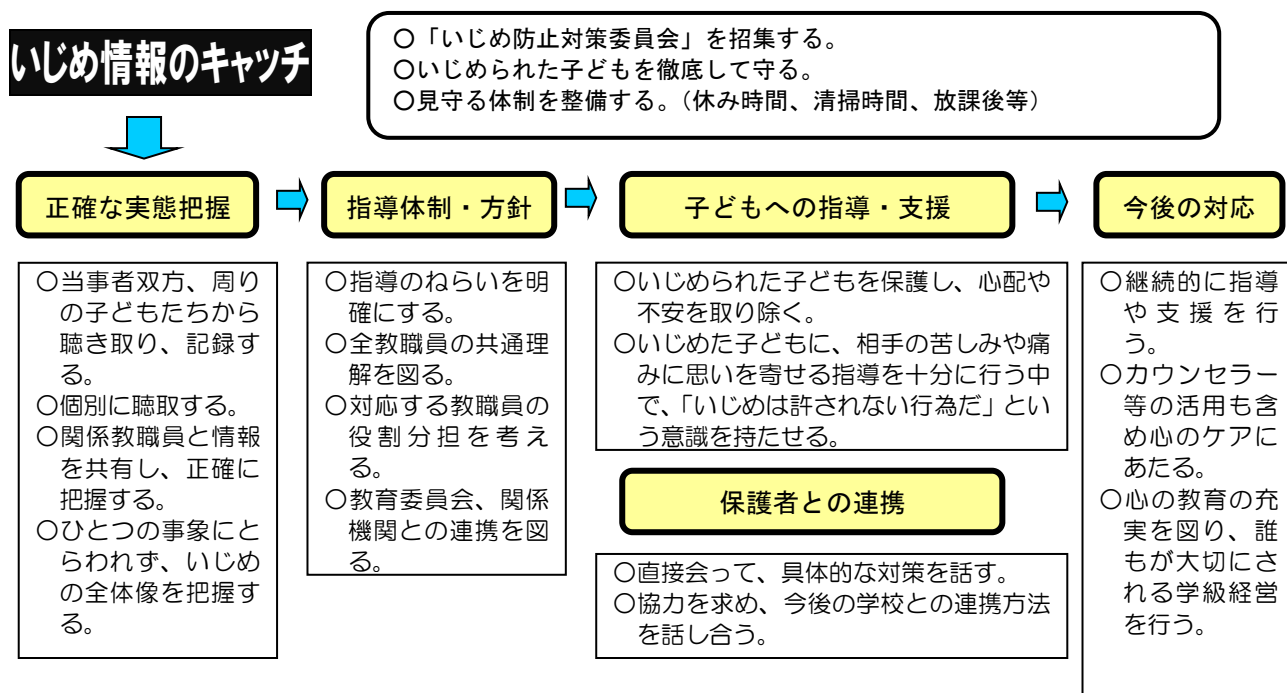 いじめ情報のキャッチ
〇「いじめ防止対策委員会」を招集する。
〇いじめられた子どもを徹底して守る。
〇見守る体制を整備する。（休み時間、清掃時間、放課後等）
正確な実態把握
〇当事者双方、周り
の子どもたちから
聴き取り、記録す
る。
〇個別に聴取する。
〇関係教職員と情報
を共有し、正確に
把握する。
〇ひとつの事象にと
らわれず、いじめ
の全体像を把握す
る。
指導体制・方針
〇指導のねらいを明
確にする。
〇全教職員の共通理
解を図る。
〇対応する教職員の
役割分担を考え
る。
〇教育委員会、関係
機関との連携を図
る。
子どもへの指導・支援
〇いじめられた子どもを保護し、心配や
不安を取り除く。
〇いじめた子どもに、相手の苦しみや痛
みに思いを寄せる指導を十分に行う中
で、「いじめは許されない行為だ」とい
う意識を持たせる。
保護者との連携
〇直接会って、具体的な対策を話す。
〇協力を求め、今後の学校との連携方法
を話し合う。
今後の対応
〇継続的に指導
や支援を行
う。
〇カウンセラー
等の活用も含
め心のケアに
あたる。
〇心の教育の充
実を図り、誰
もが大切にさ
れる学級経営
を行う。